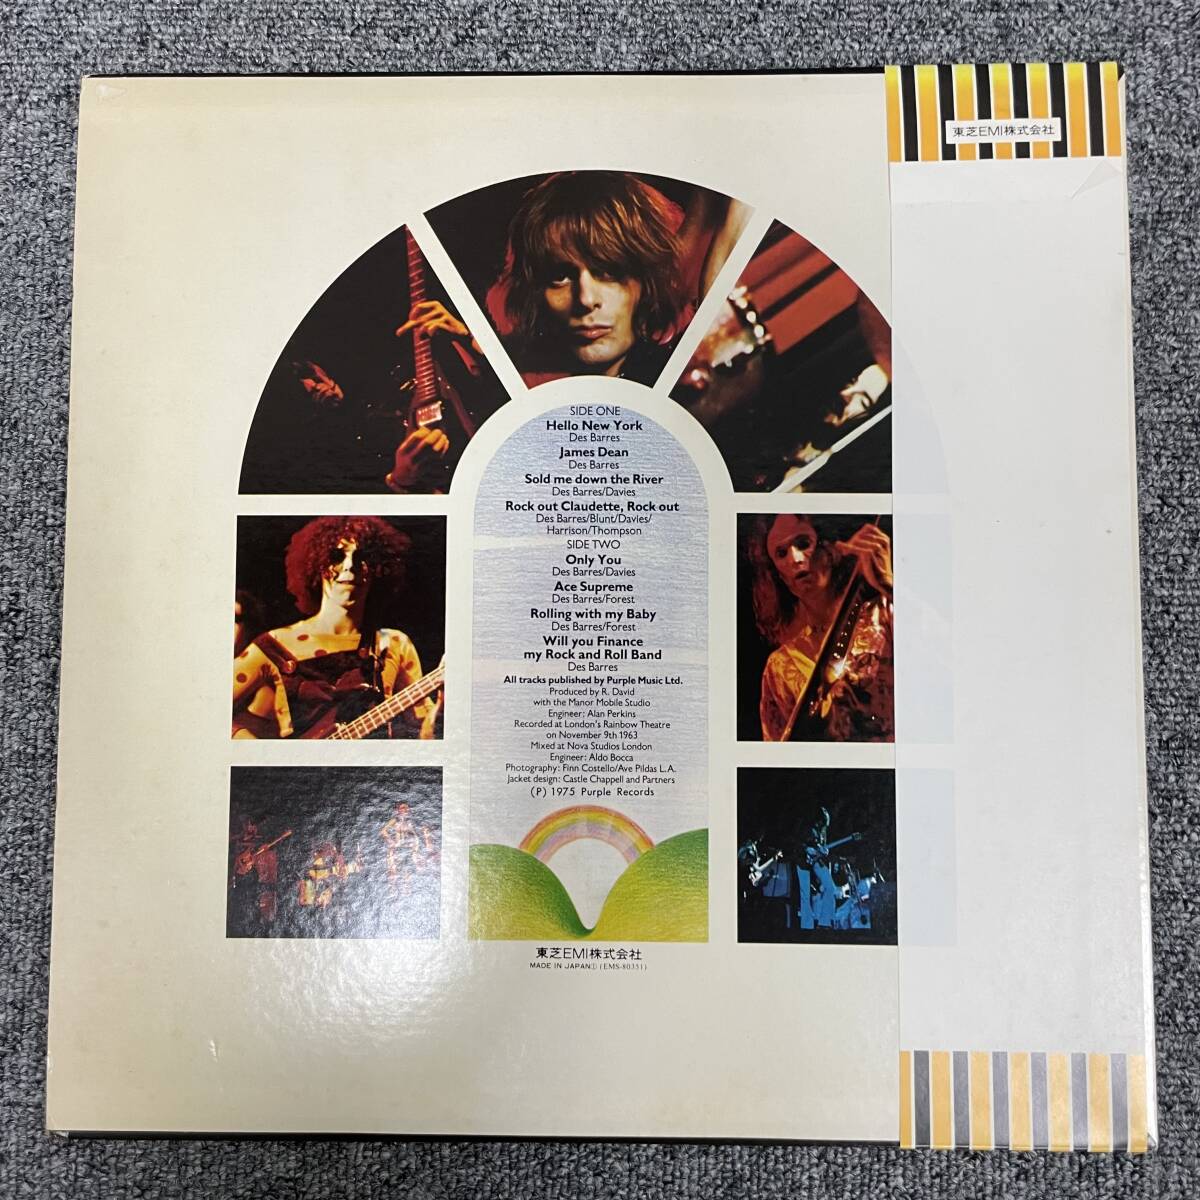 東芝EMI株式会社
SIDE ONE
Hello New York
Des Barres
James Dean
Des Barres
Sold me down the River
Des Barres/Davies
Rock out Claudette, Rock out
Des Barres/Blunt/Davies/
Harrison/Thompson
SIDE TWO
Only You
Des Barres/Davies
Ace Supreme
Des Barres/Forest
Rolling with my Baby
Des Barres/Forest
Will you Finance
my Rock and Roll Band
Des Barres
All tracks published by Purple Music Ltd.
Produced by R. David
with the Manor Mobile Studio
Engineer: Alan Perkins
Recorded at London's Rainbow Theatre
on November 9th 1963
Mixed at Nova Studios London
Engineer: Aldo Bocca
Photography: Finn Costello/Ave Pildas L.A.
Jacket design: Castle Chappell and Partners
(P) 1975 Purple Records
東芝EMI株式会社
MADE IN JAPAN① (EMS-80351)